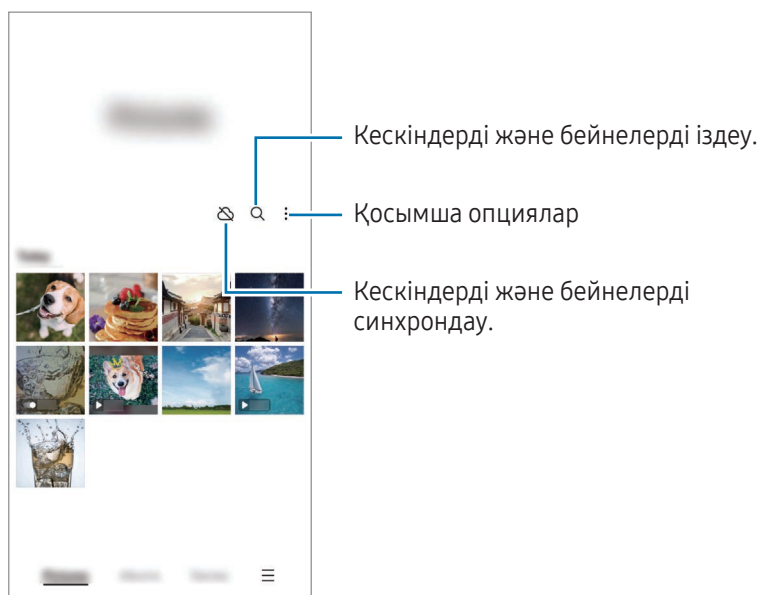 Кескіндерді және бейнелерді іздеу.
Қосымша опциялар
Кескіндерді және бейнелерді
синхрондау.